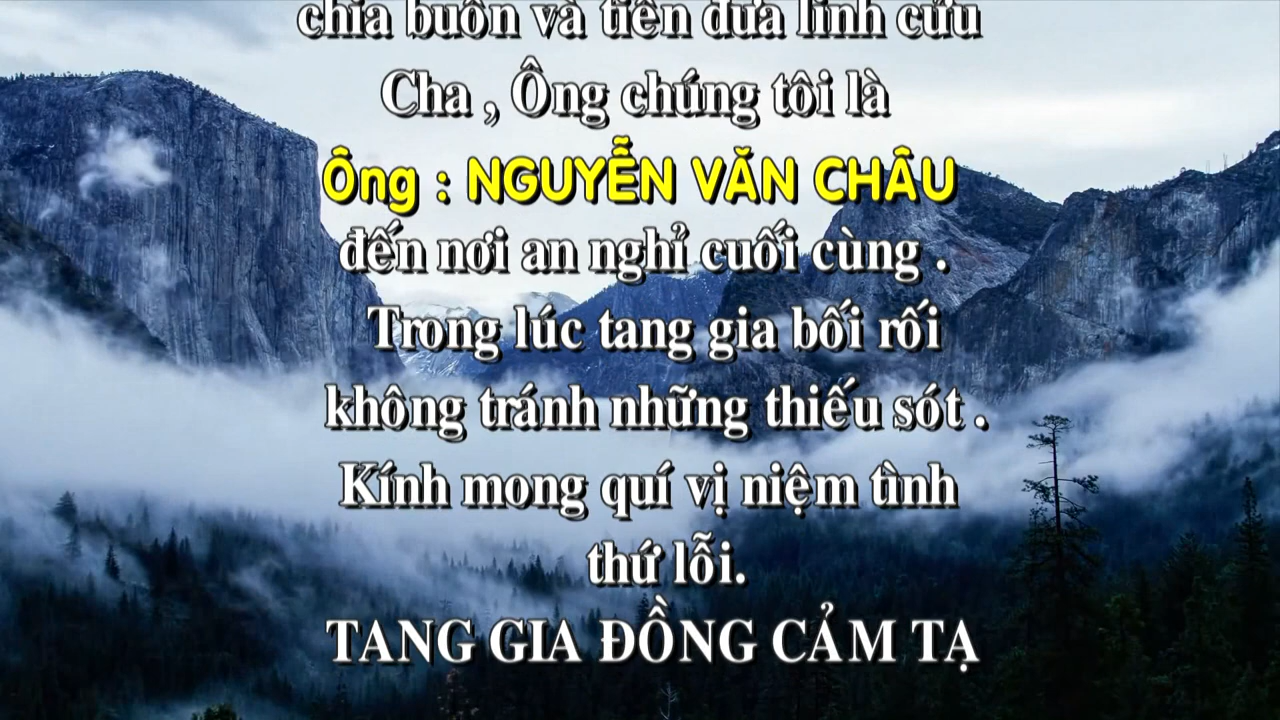 chia buồn và tiễn đưa linh cửu
Cha , Ông chúng tôi là
Ông : NGUYỄN VĂN CHÂU
đến nơi an nghỉ cuối cùng .
Trong lúc tang gia bối rối
không tránh những thiếu sót .
Kính mong quí vị niệm tình
thứ lỗi.
TANG GIA ĐỒNG CẢM TẠ